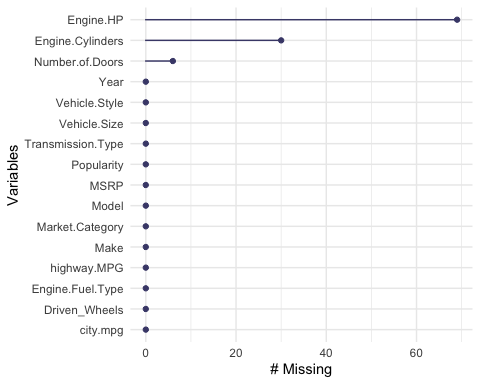 Engine.HP
Engine.Cylinders
Number.of.Doors
Year
Vehicle.Style
Vehicle.Size
Transmission.Type
Popularity
MSRP
Model
Market.Category
Make
highway.MPG
Engine.Fuel.Type
Driven_Wheels
city.mpg
Variables
0 20 40 60
# Missing